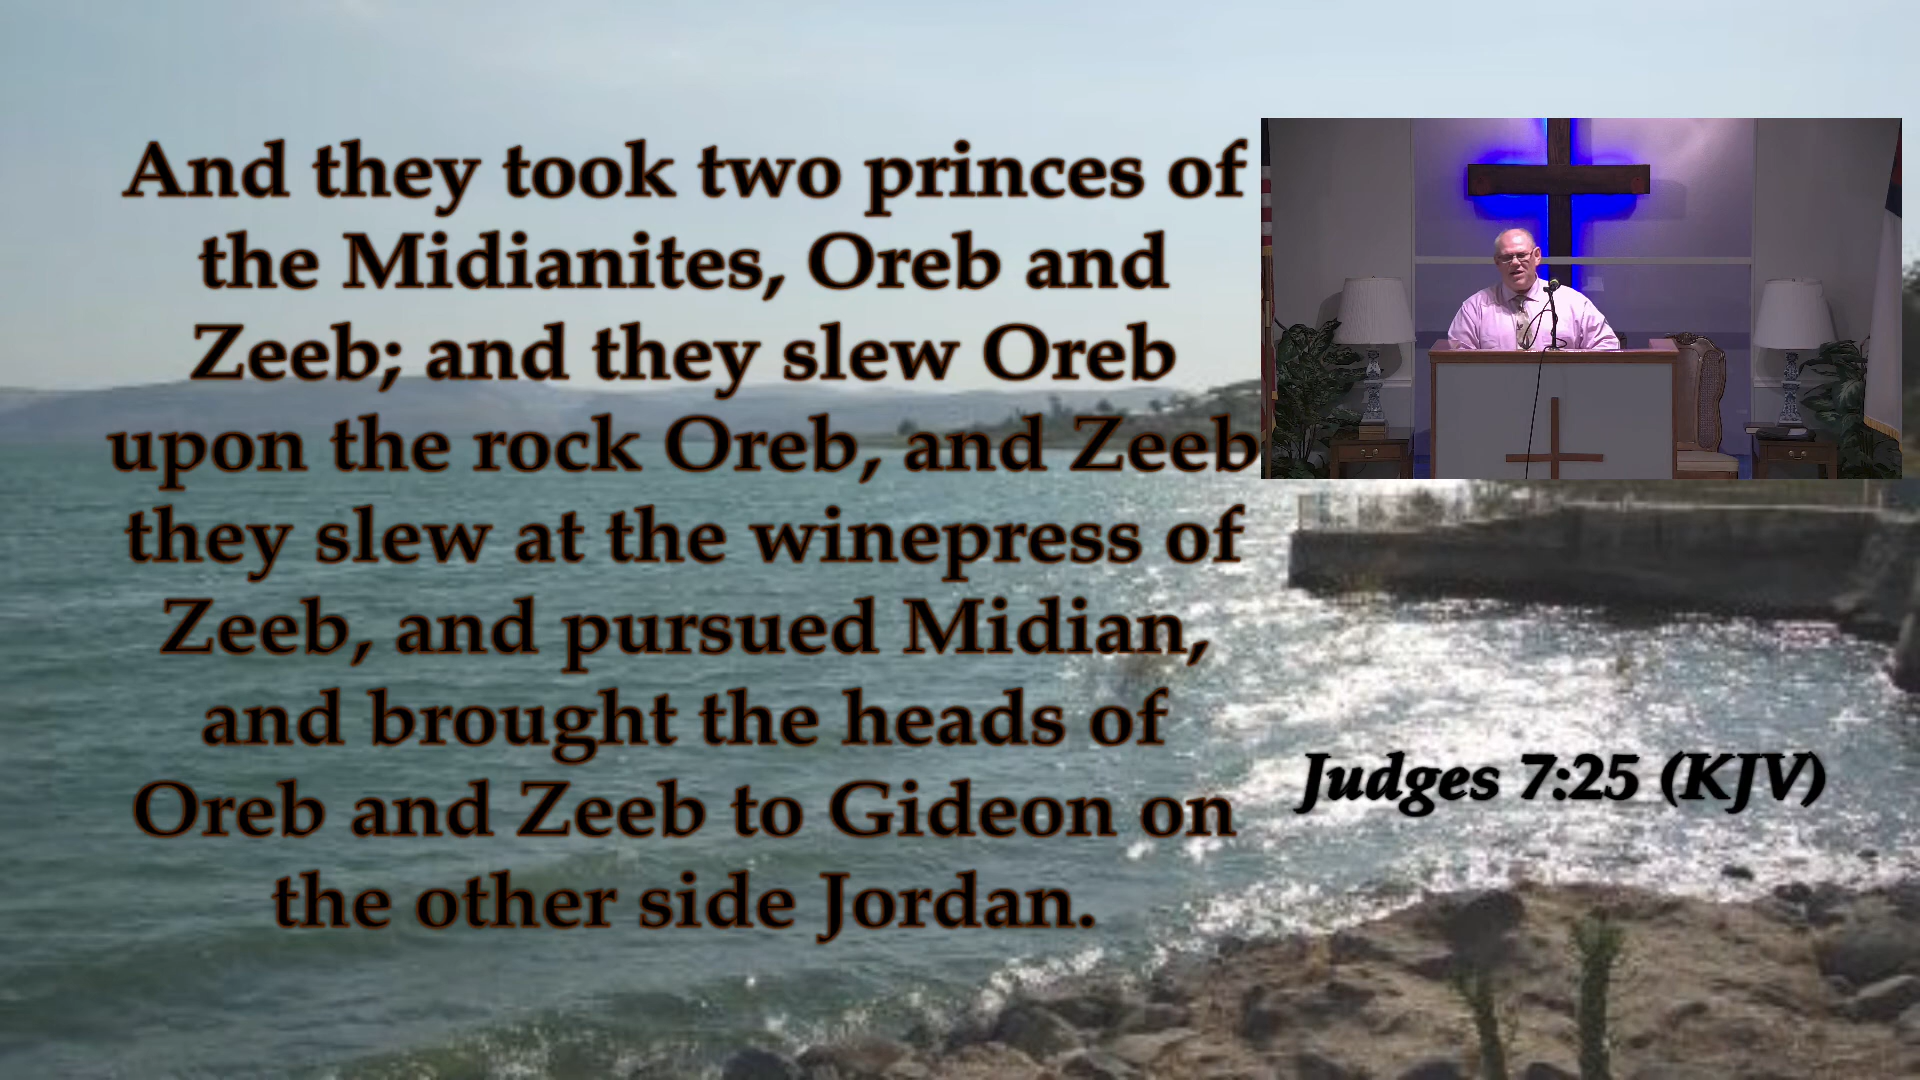 And they took two princes of
the Midianites, Oreb and
Zeeb; and they slew Oreb
upon the rock Oreb, and Zeeb
they slew at the winepress of
Zeeb, and pursued Midian,
and brought the heads of
Oreb and Zeeb to Gideon on
the other side Jordan.
Judges 7:25 (KJV)